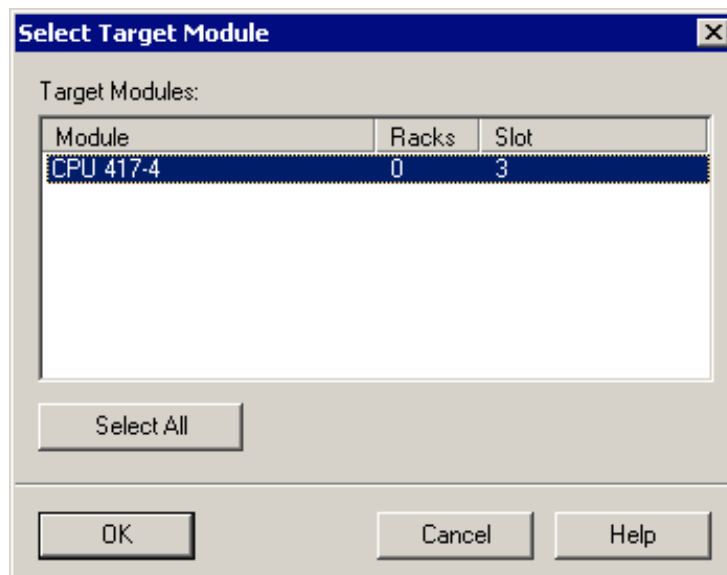 Select Target Module
Target Modules:
Module Racks Slot
CPU 417-4 0 3
Select All
OK Cancel Help